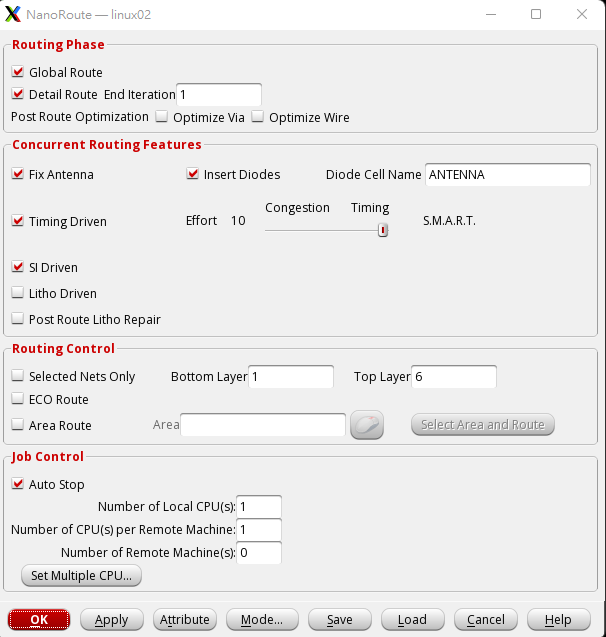 NanoRoute — linux02
Routing Phase
Global Route
Detail Route End Iteration 1
Post Route Optimization Optimize Via Optimize Wire
Concurrent Routing Features
Fix Antenna Insert Diodes Diode Cell Name ANTENNA
Congestion Timing
Timing Driven Effort 10 S.M.A.R.T.
SI Driven
Litho Driven
Post Route Litho Repair
Routing Control
Selected Nets Only Bottom Layer 1 Top Layer 6
ECO Route
Area Route Area Select Area and Route
Job Control
Auto Stop
Number of Local CPU(s): 1
Number of CPU(s) per Remote Machine: 1
Number of Remote Machine(s): 0
Set Multiple CPU...
OK Apply Attribute Mode... Save Load Cancel Help